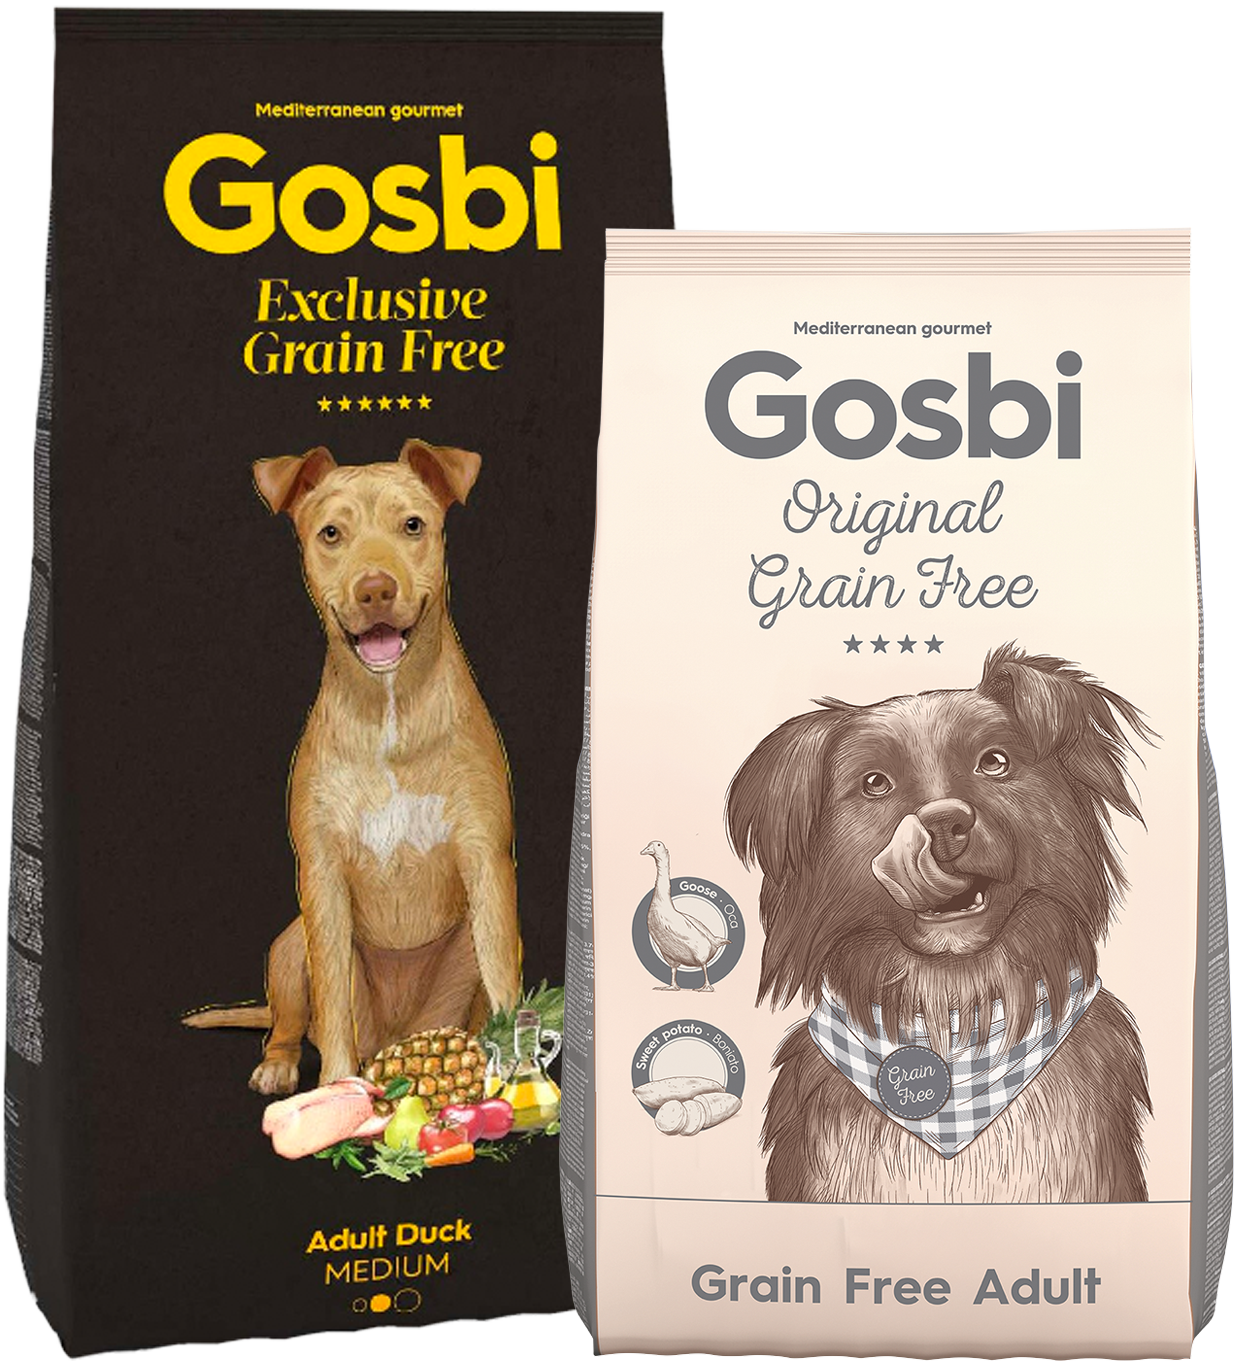 Mediterranean gourmet
Gosbi
Exclusive
Grain Free
Adult Duck
MEDIUM
Mediterranean gourmet
Gosbi
Original
Grain Free
Goose · Oca
Sweet potato · Boniato
Grain
Free
Grain Free Adult